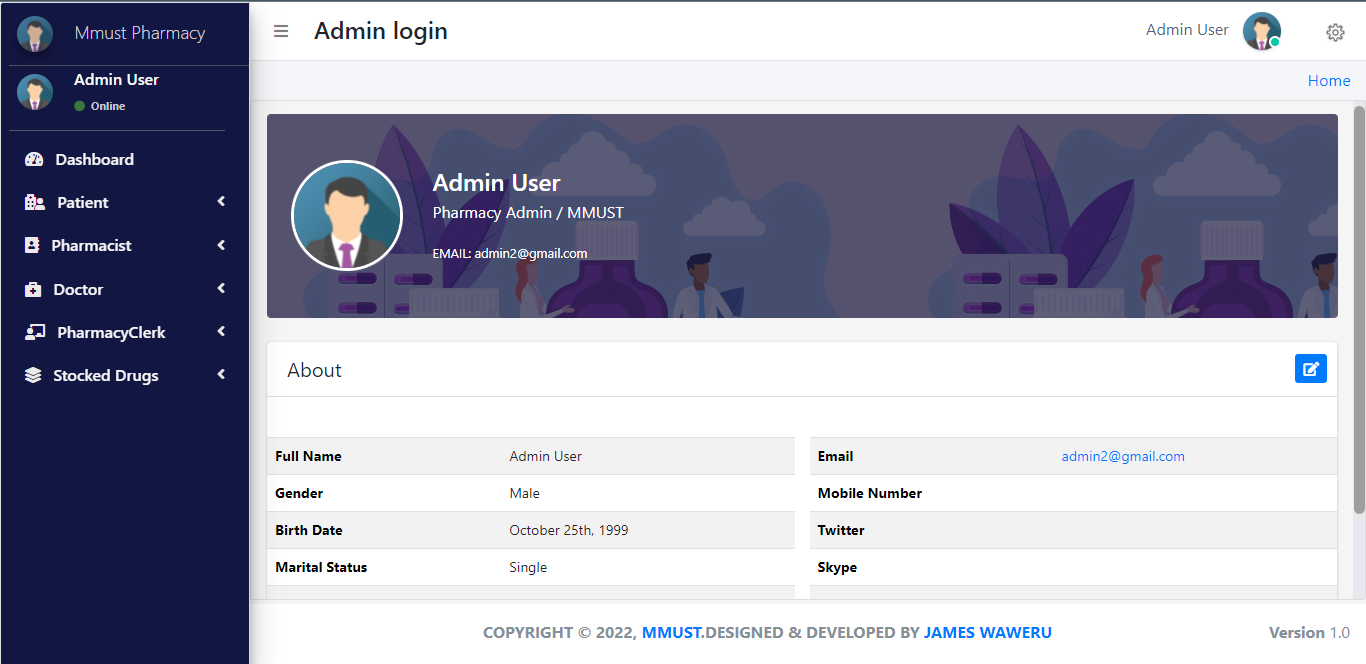 Mmust Pharmacy
Admin User
Online
Dashboard
Patient
Pharmacist
Doctor
PharmacyClerk
Stocked Drugs
Admin login
Admin User
Home
Admin User
Pharmacy Admin / MMUST
EMAIL: admin2@gmail.com
About
Full Name Admin User
Gender Male
Birth Date October 25th, 1999
Marital Status Single
Email admin2@gmail.com
Mobile Number
Twitter
Skype
COPYRIGHT © 2022, MMUST.DESIGNED & DEVELOPED BY JAMES WAWERU
Version 1.0